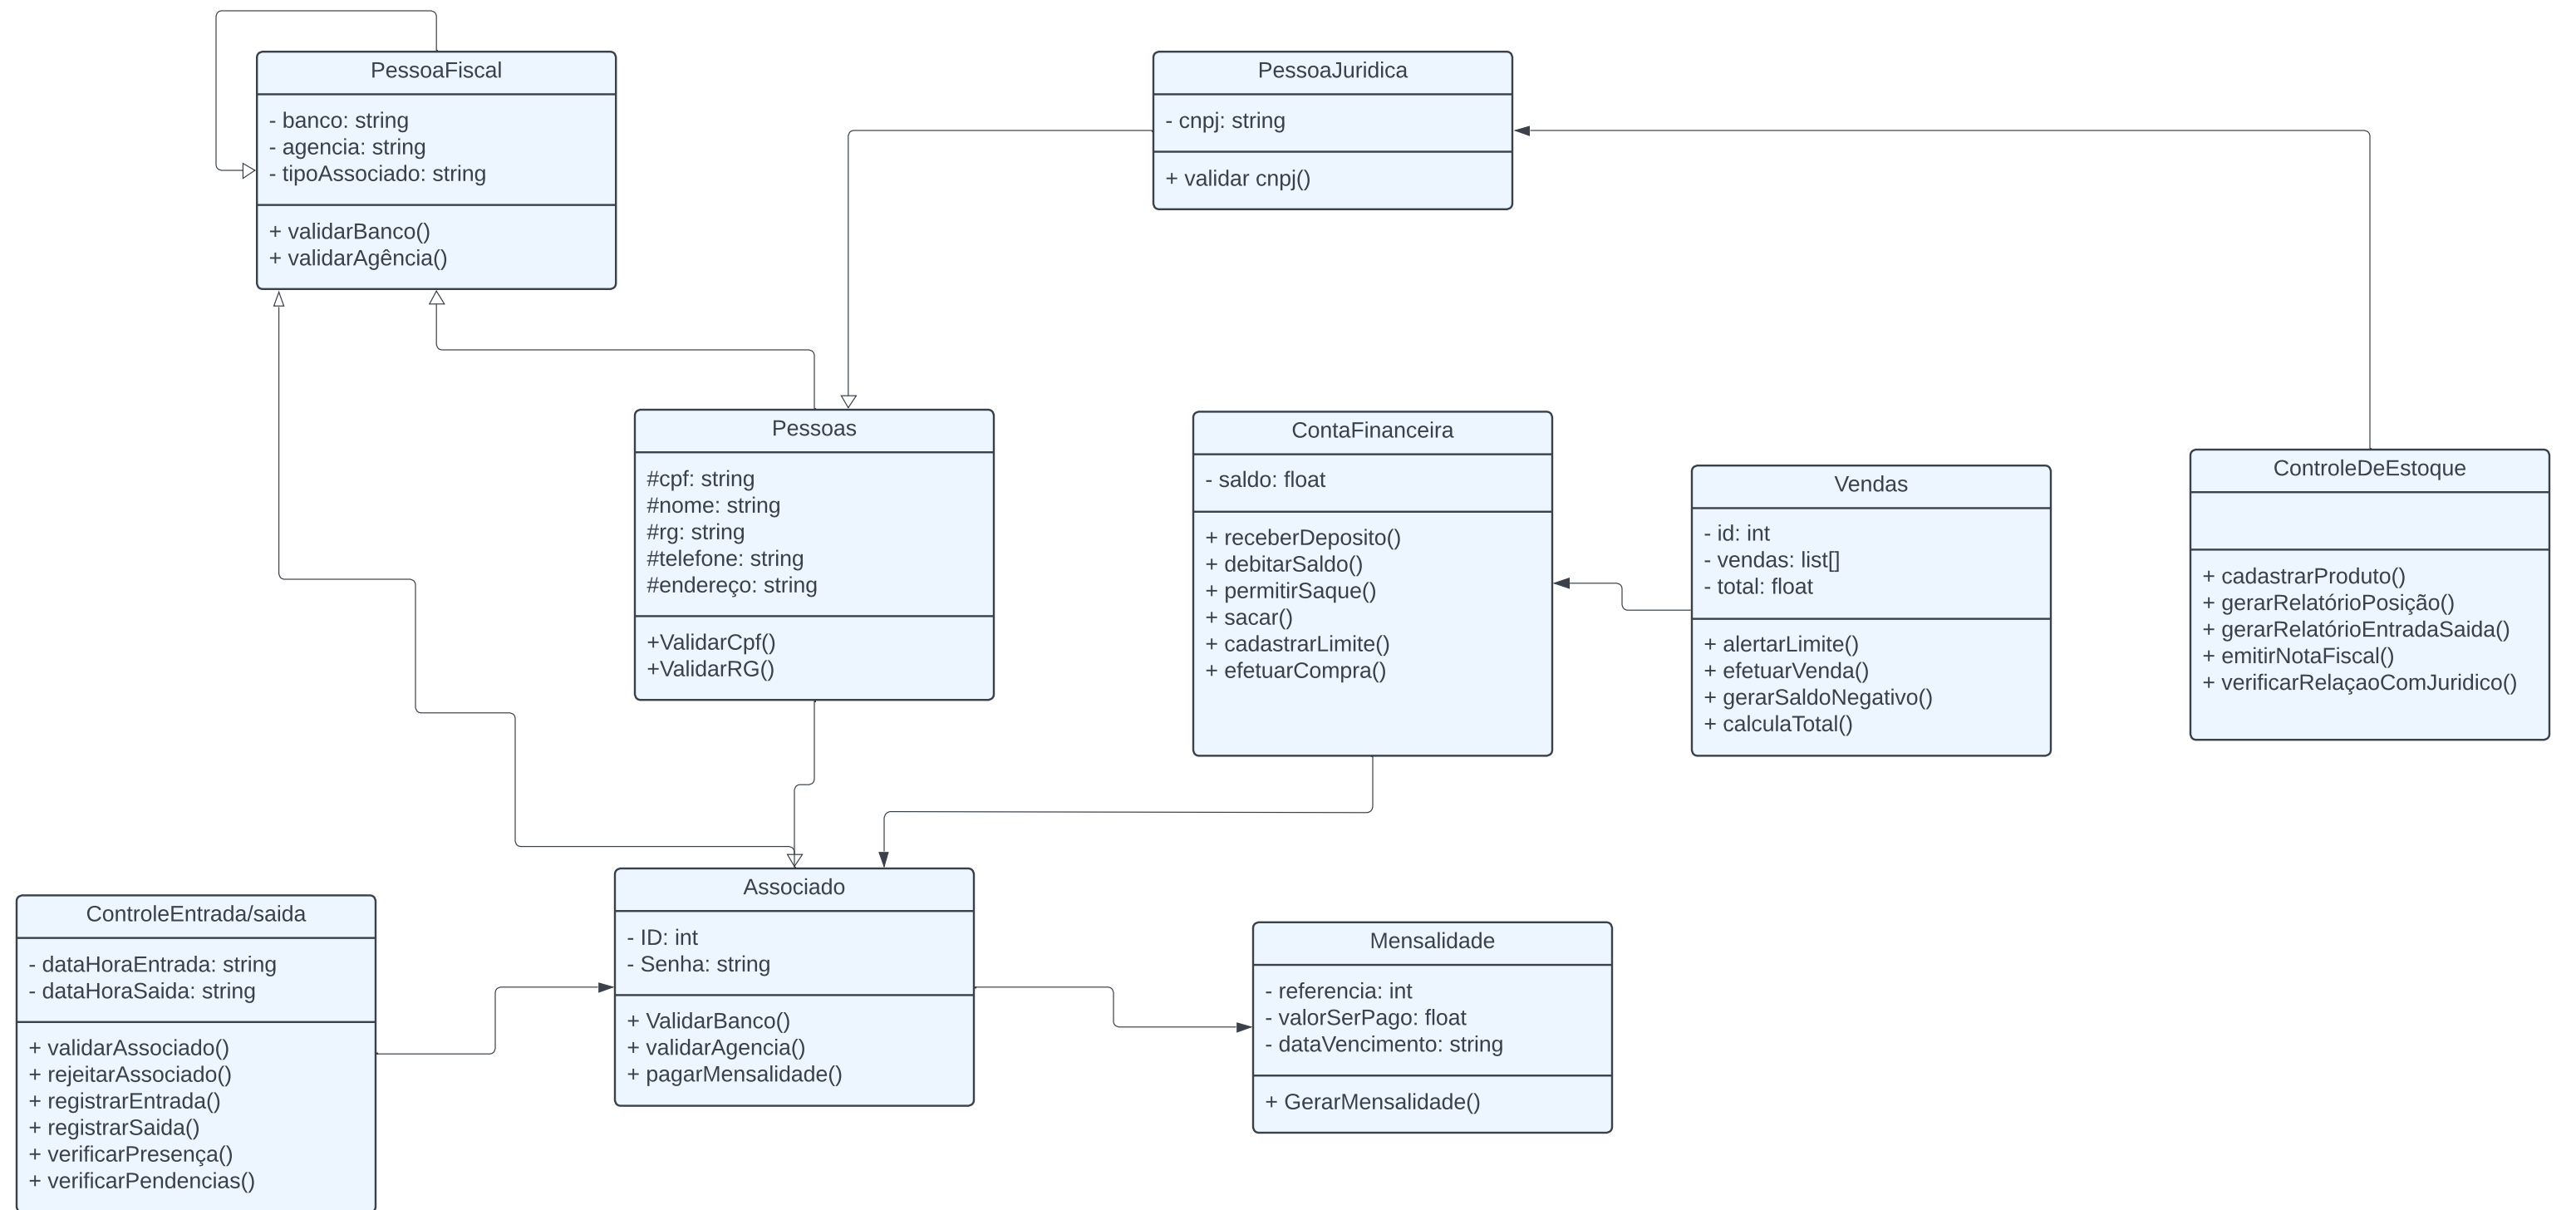 PessoaFiscal
- banco: string
- agencia: string
- tipoAssociado: string
+ validarBanco()
+ validarAgência()
PessoaJuridica
- cnpj: string
+ validar cnpj()
Pessoas
#cpf: string
#nome: string
#rg: string
#telefone: string
#endereço: string
+ValidarCpf()
+ValidarRG()
ContaFinanceira
- saldo: float
+ receberDeposito()
+ debitarSaldo()
+ permitirSaque()
+ sacar()
+ cadastrarLimite()
+ efetuarCompra()
Vendas
- id: int
- vendas: list[]
- total: float
+ alertarLimite()
+ efetuarVenda()
+ gerarSaldoNegativo()
+ calculaTotal()
ControleDeEstoque
+ cadastrarProduto()
+ gerarRelatórioPosição()
+ gerarRelatórioEntradaSaida()
+ emitirNotaFiscal()
+ verificarRelaçaoComJuridico()
ControleEntrada/saida
- dataHoraEntrada: string
- dataHoraSaida: string
+ validarAssociado()
+ rejeitarAssociado()
+ registrarEntrada()
+ registrarSaida()
+ verificarPresença()
+ verificarPendencias()
Associado
- ID: int
- Senha: string
+ ValidarBanco()
+ validarAgencia()
+ pagarMensalidade()
Mensalidade
- referencia: int
- valorSerPago: float
- dataVencimento: string
+ GerarMensalidade()